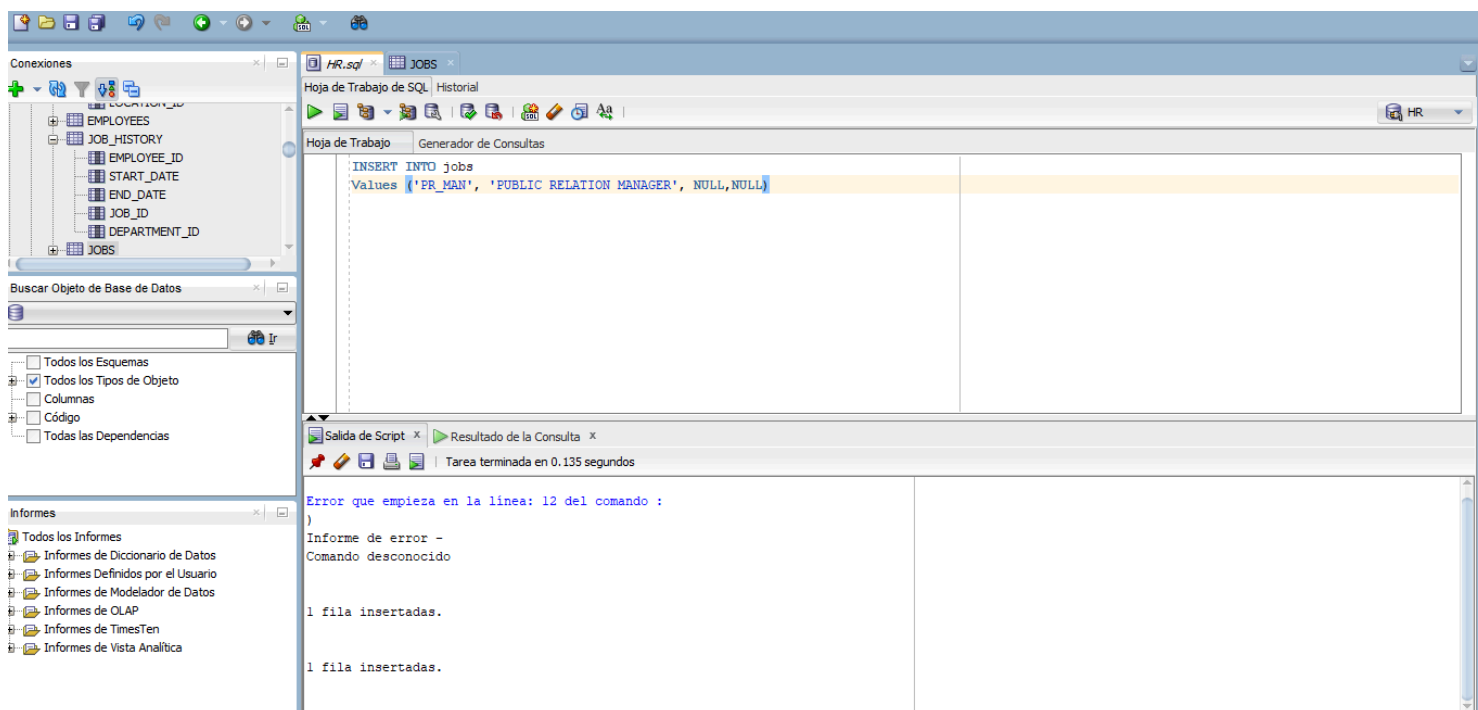 Conexiones
LOCATION_ID
EMPLOYEES
JOB_HISTORY
EMPLOYEE_ID
START_DATE
END_DATE
JOB_ID
DEPARTMENT_ID
JOBS
Buscar Objeto de Base de Datos
Ir
Todos los Esquemas
Todos los Tipos de Objeto
Columnas
Código
Todas las Dependencias
Informes
Todos los Informes
Informes de Diccionario de Datos
Informes Definidos por el Usuario
Informes de Modelador de Datos
Informes de OLAP
Informes de TimesTen
Informes de Vista Analítica
HR.sql JOBS
Hoja de Trabajo de SQL Historial
HR
Hoja de Trabajo Generador de Consultas
INSERT INTO jobs
Values ('PR_MAN', 'PUBLIC RELATION MANAGER', NULL,NULL)
Salida de Script x Resultado de la Consulta x
Tarea terminada en 0.135 segundos
Error que empieza en la línea: 12 del comando :
)
Informe de error -
Comando desconocido
1 fila insertadas.
1 fila insertadas.